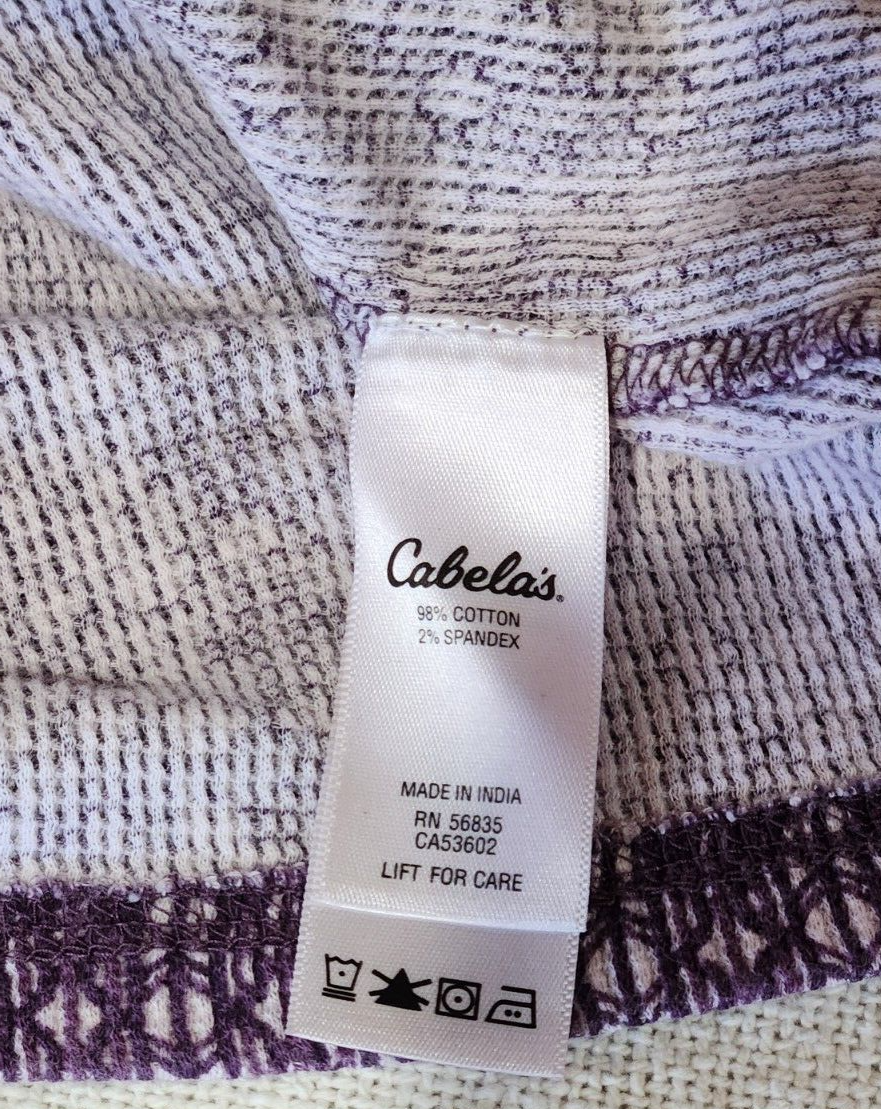 Cabela's®
98% COTTON
2% SPANDEX
MADE IN INDIA
RN 56835
CA53602
LIFT FOR CARE